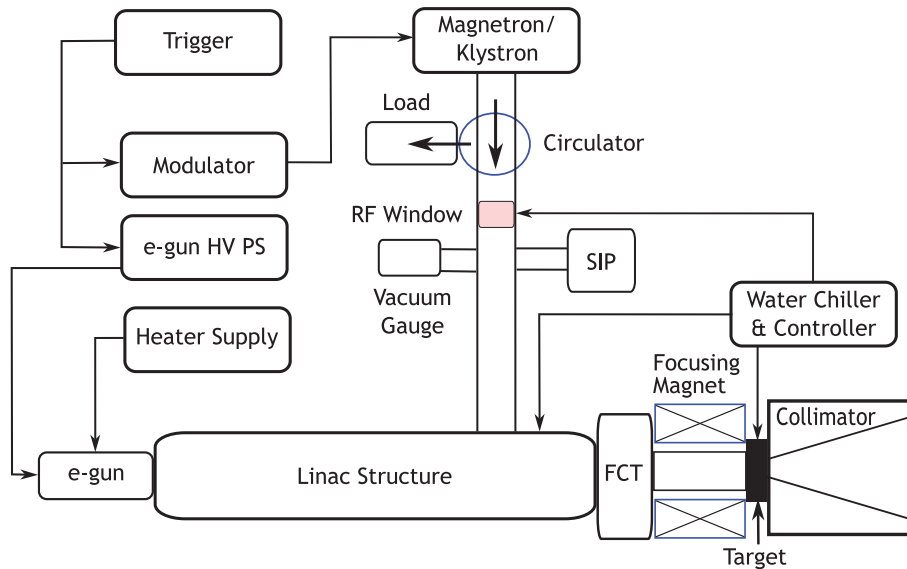 Trigger
Magnetron/
Klystron
Load
Circulator
Modulator
RF Window
e-gun HV PS
SIP
Vacuum
Gauge
Water Chiller
& Controller
Heater Supply
Focusing
Magnet
Collimator
e-gun
Linac Structure
FCT
Target